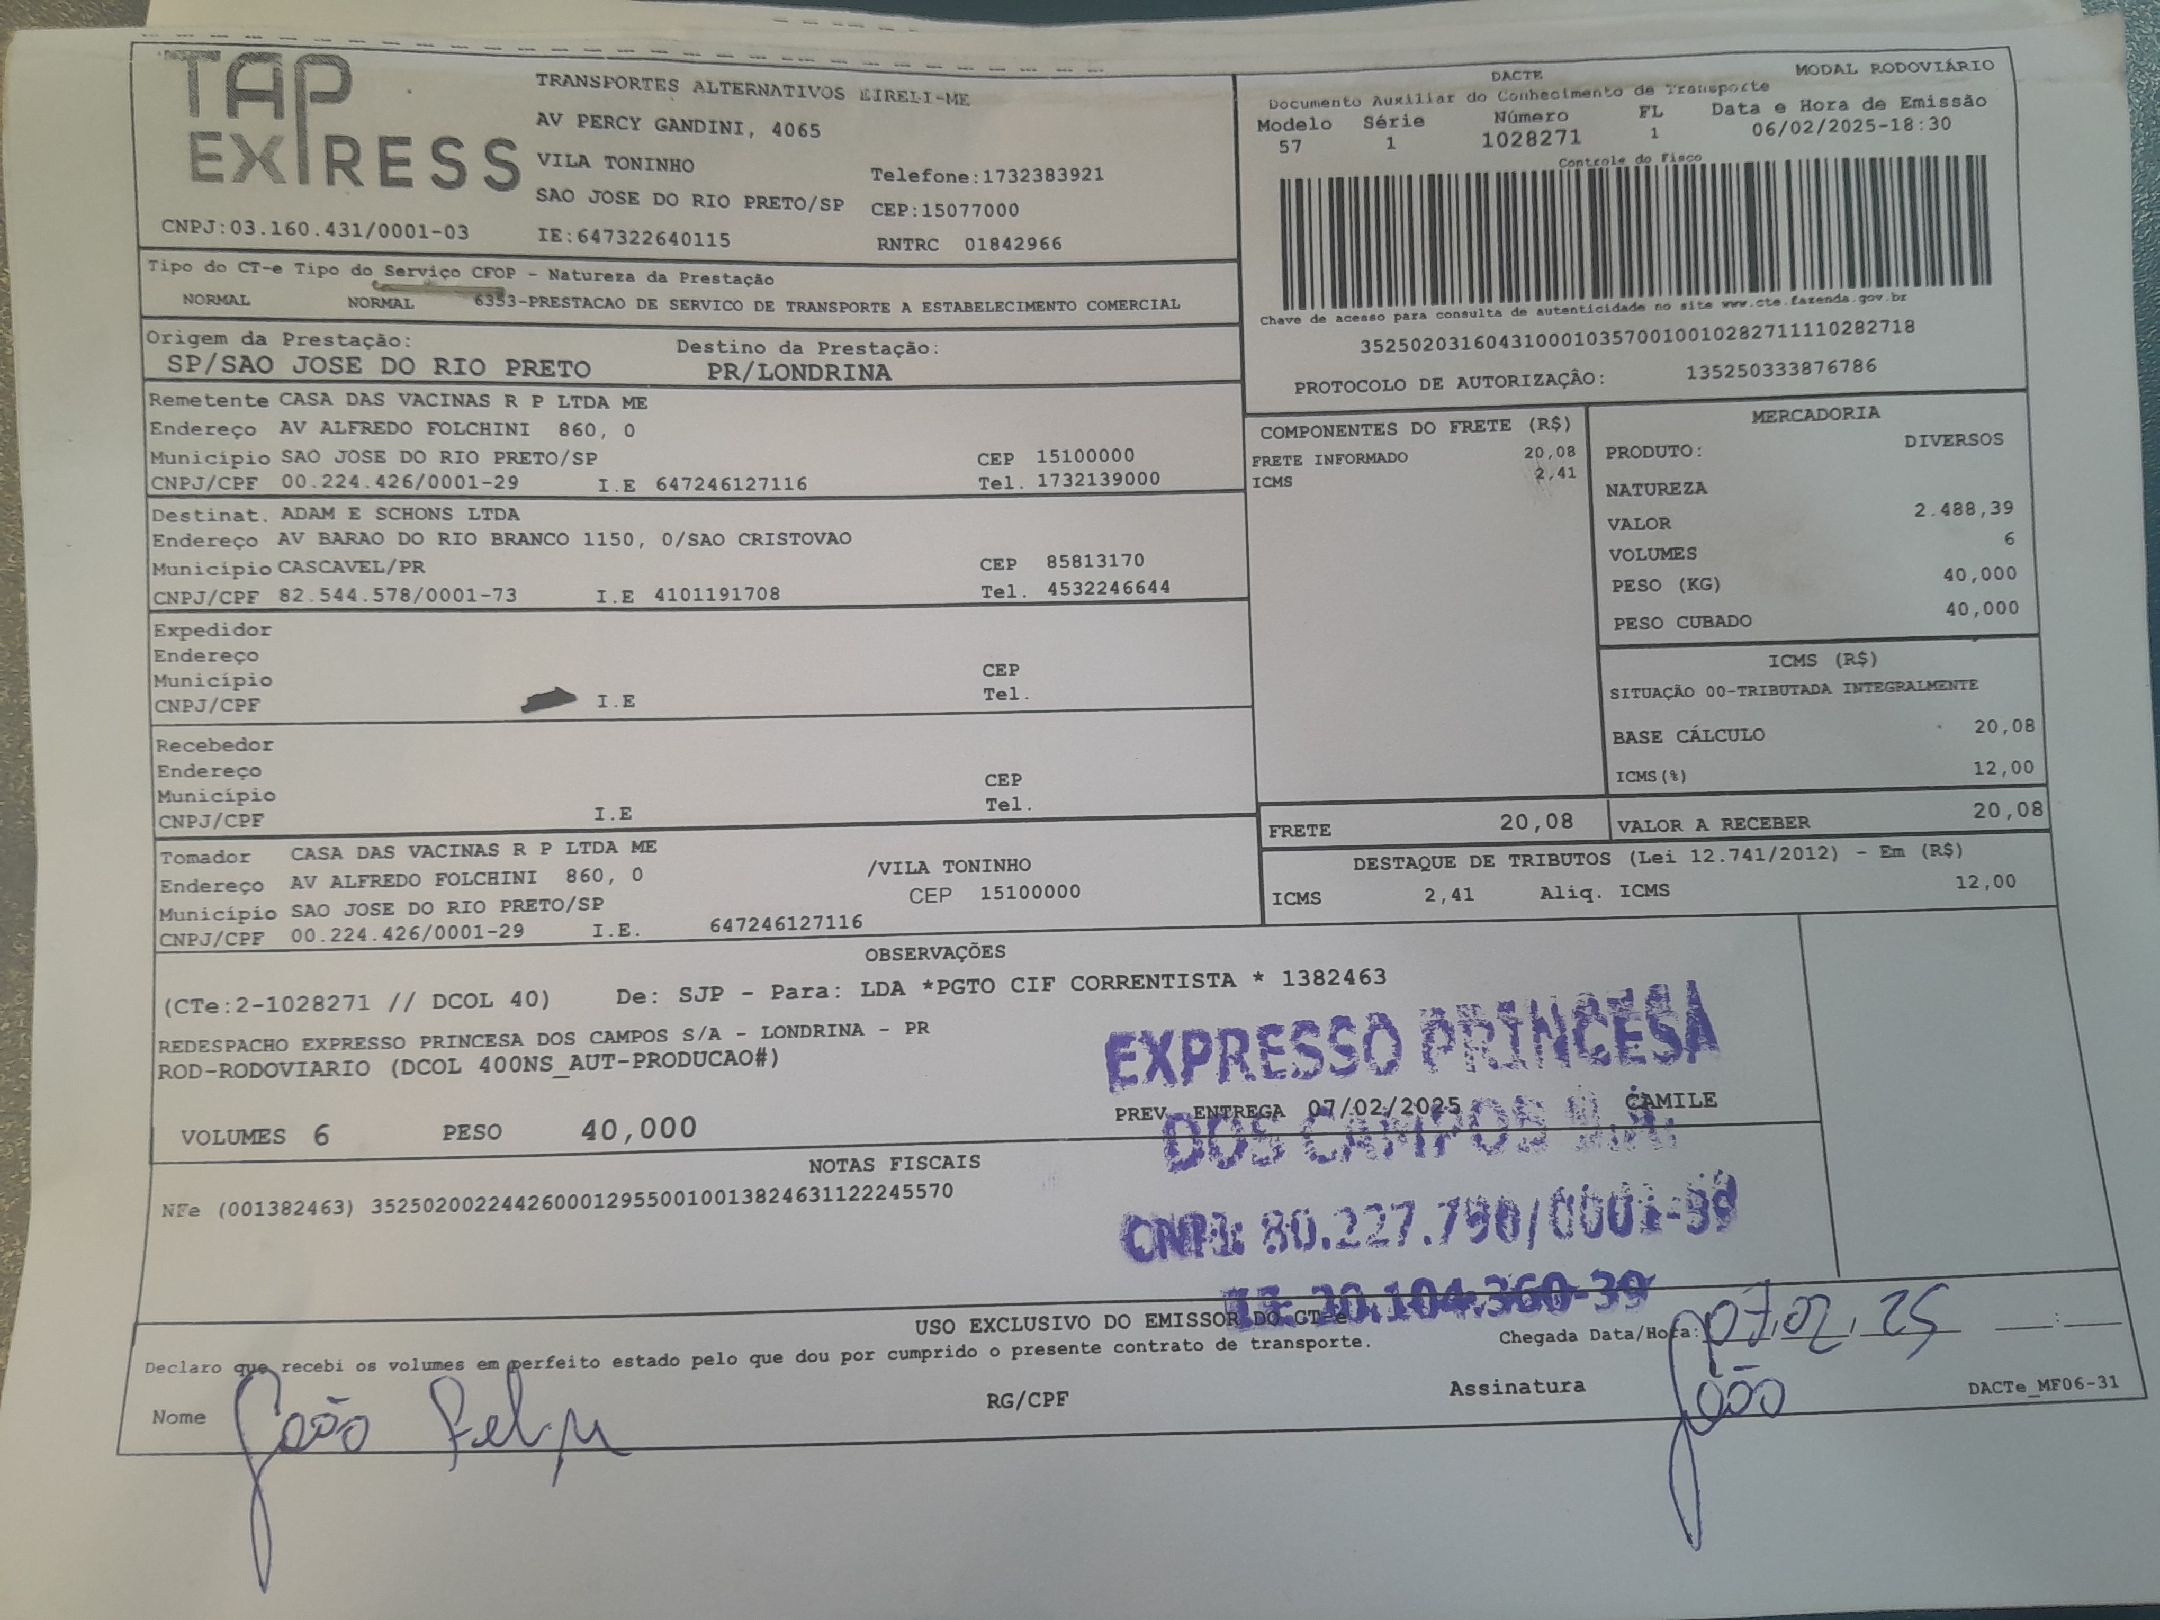 TAP EXPRESS
TRANSPORTES ALTERNATIVOS EIRELI-ME
AV PERCY GANDINI, 4065
VILA TONINHO
Telefone:1732383921
SAO JOSE DO RIO PRETO/SP CEP:15077000
CNPJ:03.160.431/0001-03 IE:647322640115 RNTRC 01842966
DACTE MODAL RODOVIÁRIO
Documento Auxiliar do Conhecimento de Transporte
Modelo Série Número FL Data e Hora de Emissão
57 1 1028271 1 06/02/2025-18:30
Controle do Fisco
Chave de acesso para consulta de autenticidade no site www.cte.fazenda.gov.br
35250203160431000103570010010282711110282718
PROTOCOLO DE AUTORIZAÇÃO: 135250333876786
Tipo do CT-e Tipo do Serviço CFOP - Natureza da Prestação
NORMAL NORMAL 6353-PRESTACAO DE SERVICO DE TRANSPORTE A ESTABELECIMENTO COMERCIAL
Origem da Prestação: Destino da Prestação:
SP/SAO JOSE DO RIO PRETO PR/LONDRINA
Remetente CASA DAS VACINAS R P LTDA ME
Endereço AV ALFREDO FOLCHINI 860, 0
Município SAO JOSE DO RIO PRETO/SP CEP 15100000
CNPJ/CPF 00.224.426/0001-29 I.E 647246127116 Tel. 1732139000
Destinat. ADAM E SCHONS LTDA
Endereço AV BARAO DO RIO BRANCO 1150, 0/SAO CRISTOVAO
Município CASCAVEL/PR CEP 85813170
CNPJ/CPF 82.544.578/0001-73 I.E 4101191708 Tel. 4532246644
Expedidor
Endereço
Município CEP
CNPJ/CPF I.E Tel.
Recebedor
Endereço
Município CEP
CNPJ/CPF I.E Tel.
Tomador CASA DAS VACINAS R P LTDA ME
Endereço AV ALFREDO FOLCHINI 860, 0 /VILA TONINHO
Município SAO JOSE DO RIO PRETO/SP CEP 15100000
CNPJ/CPF 00.224.426/0001-29 I.E. 647246127116
COMPONENTES DO FRETE (R$)
FRETE INFORMADO 20,08
ICMS 2,41
MERCADORIA
PRODUTO: DIVERSOS
NATUREZA
VALOR 2.488,39
VOLUMES 6
PESO (KG) 40,000
PESO CUBADO 40,000
ICMS (R$)
SITUAÇÃO 00-TRIBUTADA INTEGRALMENTE
BASE CÁLCULO 20,08
ICMS(%) 12,00
FRETE 20,08 VALOR A RECEBER 20,08
DESTAQUE DE TRIBUTOS (Lei 12.741/2012) - Em (R$)
ICMS 2,41 Aliq. ICMS 12,00
OBSERVAÇÕES
(CTe:2-1028271 // DCOL 40) De: SJP - Para: LDA *PGTO CIF CORRENTISTA * 1382463
REDESPACHO EXPRESSO PRINCESA DOS CAMPOS S/A - LONDRINA - PR
ROD-RODOVIARIO (DCOL 400NS_AUT-PRODUCAO#)
PREV. ENTREGA 07/02/2025 CAMILE
VOLUMES 6 PESO 40,000
EXPRESSO PRINCESA
DOS CAMPOS S.A.
CNPJ: 80.227.796/0001-59
I.E. 20.104.360-39
NOTAS FISCAIS
NFe (001382463) 35250200224426000129550010013824631122245570
USO EXCLUSIVO DO EMISSOR DO CT-e
Declaro que recebi os volumes em perfeito estado pelo que dou por cumprido o presente contrato de transporte.
Chegada Data/Hora: 07.02.25 __:__
Nome João Felipe RG/CPF Assinatura João
DACTe_MF06-31